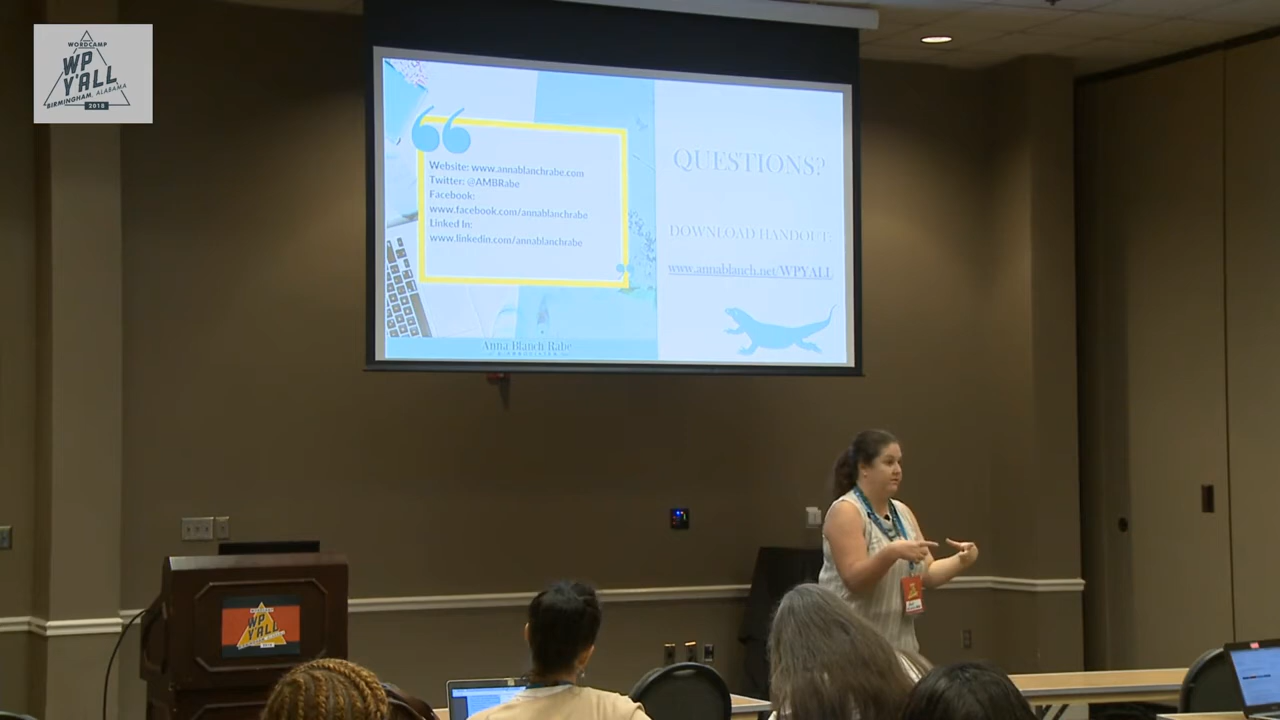 WORDCAMP
WP
Y'ALL
BIRMINGHAM, ALABAMA
2018
Website: www.annablanchrabe.com
Twitter: @AMBRabe
Facebook:
www.facebook.com/annablanchrabe
Linked In:
www.linkedin.com/annablanchrabe
Anna Blanch Rabe
QUESTIONS?
DOWNLOAD HANDOUT:
www.annablanch.net/WPYALL
WP
Y'ALL